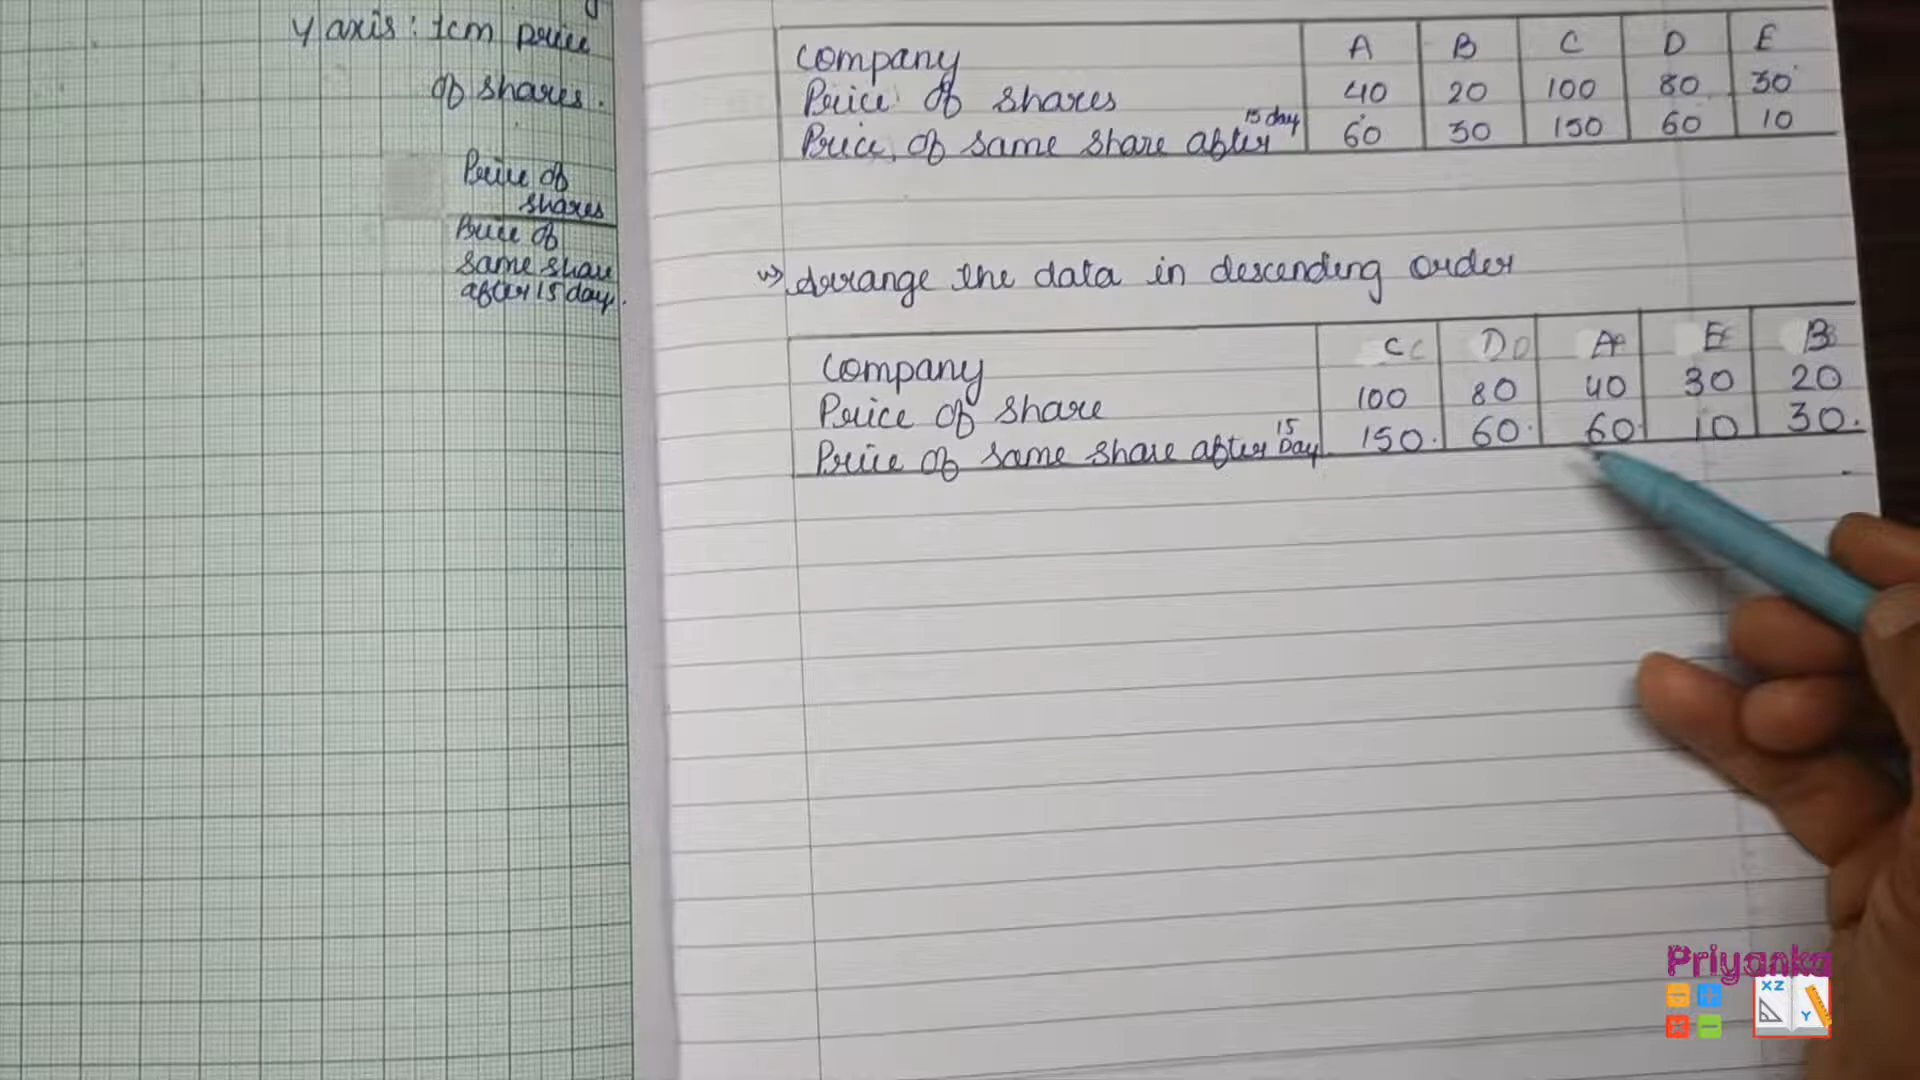 Y axis: 1cm price
of shares.
Price of
shares
Price of
same share
after 15 day.
Company A B C D E
Price of shares 40 20 100 80 30
Price of same share after 15 day 60 30 150 60 10
Arrange the data in descending order
Company C D A E B
Price of share 100 80 40 30 20
Price of same share after 15 Day. 150. 60. 60. 10 30.
Priyanka
XZ
Y